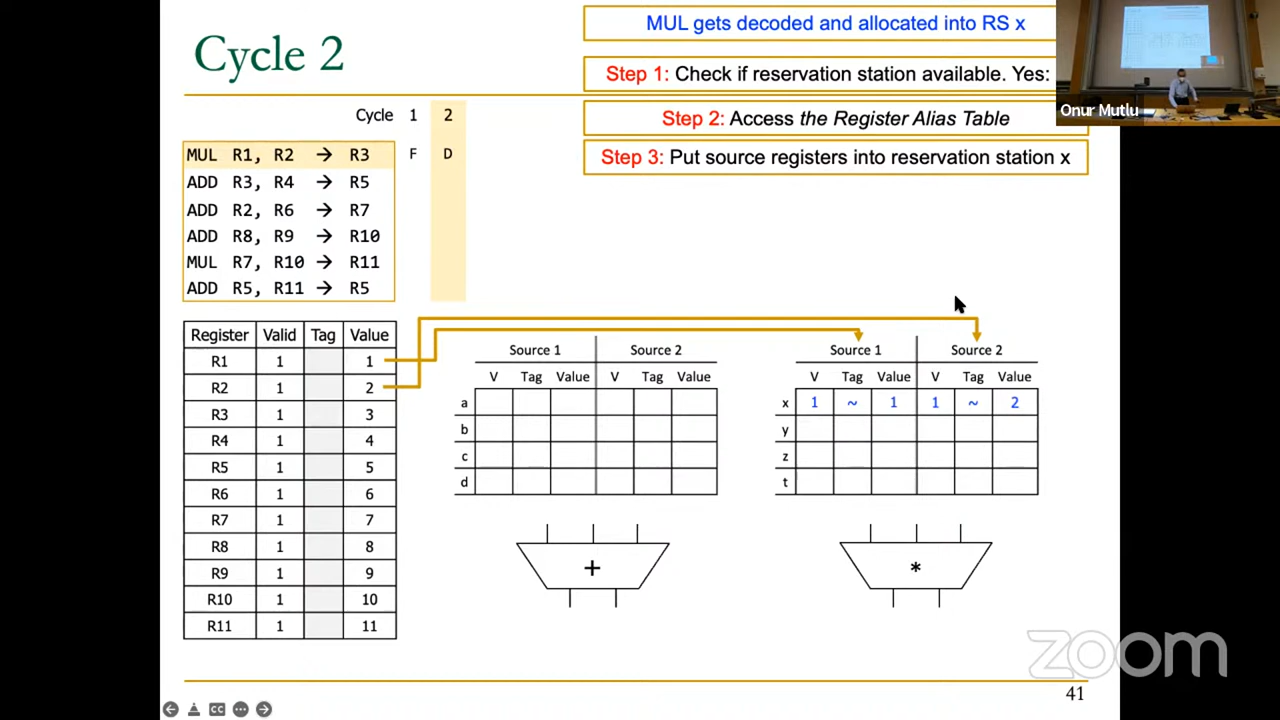 Cycle 2
MUL gets decoded and allocated into RS x
Step 1: Check if reservation station available. Yes:
Step 2: Access the Register Alias Table
Step 3: Put source registers into reservation station x
Onur Mutlu
Cycle 1 2
MUL R1, R2 → R3 F D
ADD R3, R4 → R5
ADD R2, R6 → R7
ADD R8, R9 → R10
MUL R7, R10 → R11
ADD R5, R11 → R5
Register Valid Tag Value
R1 1 1
R2 1 2
R3 1 3
R4 1 4
R5 1 5
R6 1 6
R7 1 7
R8 1 8
R9 1 9
R10 1 10
R11 1 11
Source 1 Source 2
V Tag Value V Tag Value
a
b
c
d
+
Source 1 Source 2
V Tag Value V Tag Value
x 1 ~ 1 1 ~ 2
y
z
t
*
zoom
CC
41